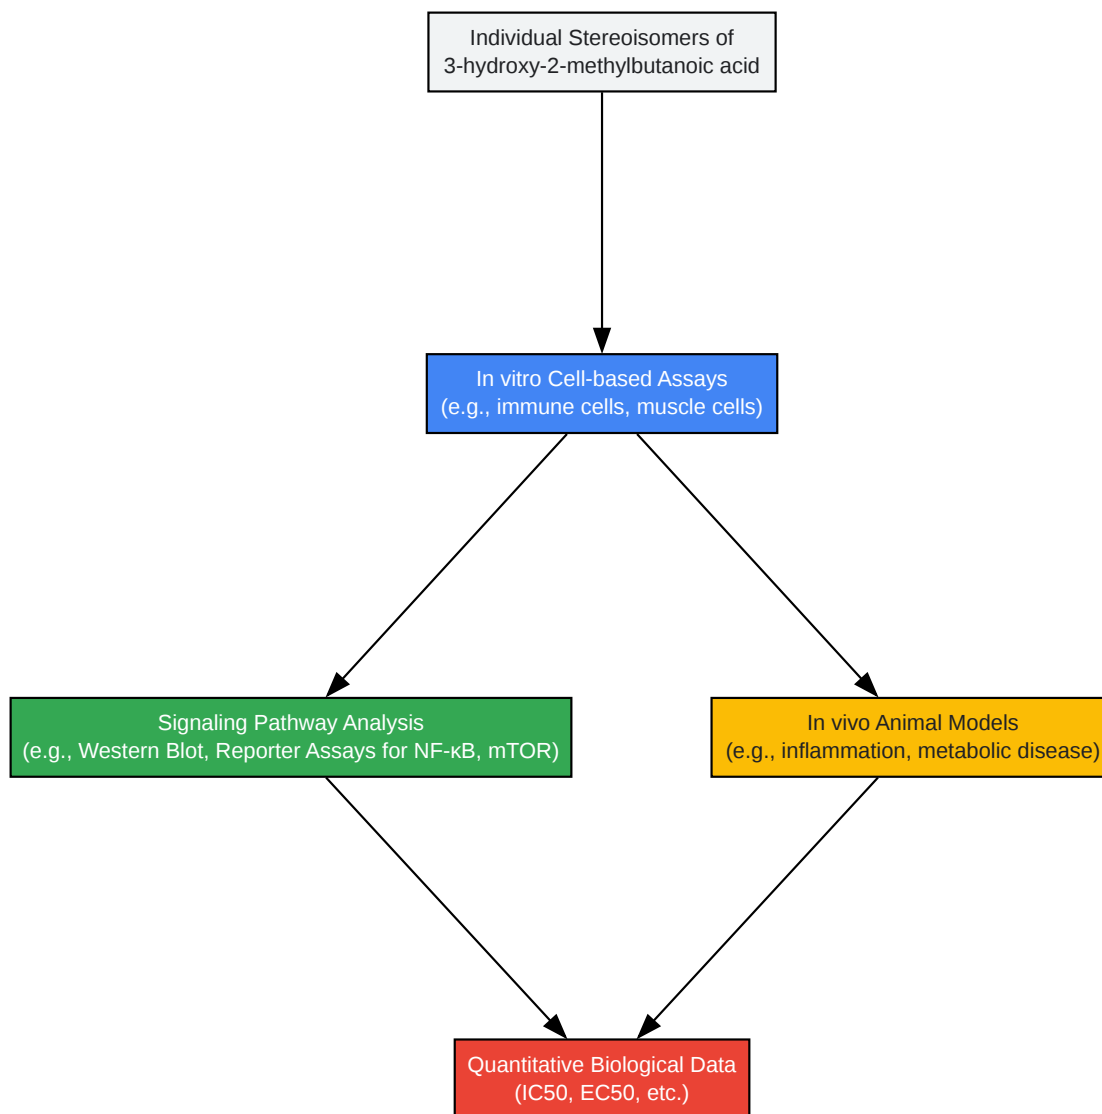 Individual Stereoisomers of
3-hydroxy-2-methylbutanoic acid
In vitro Cell-based Assays
(e.g., immune cells, muscle cells)
Signaling Pathway Analysis
(e.g., Western Blot, Reporter Assays for NF-κB, mTOR)
In vivo Animal Models
(e.g., inflammation, metabolic disease)
Quantitative Biological Data
(IC50, EC50, etc.)